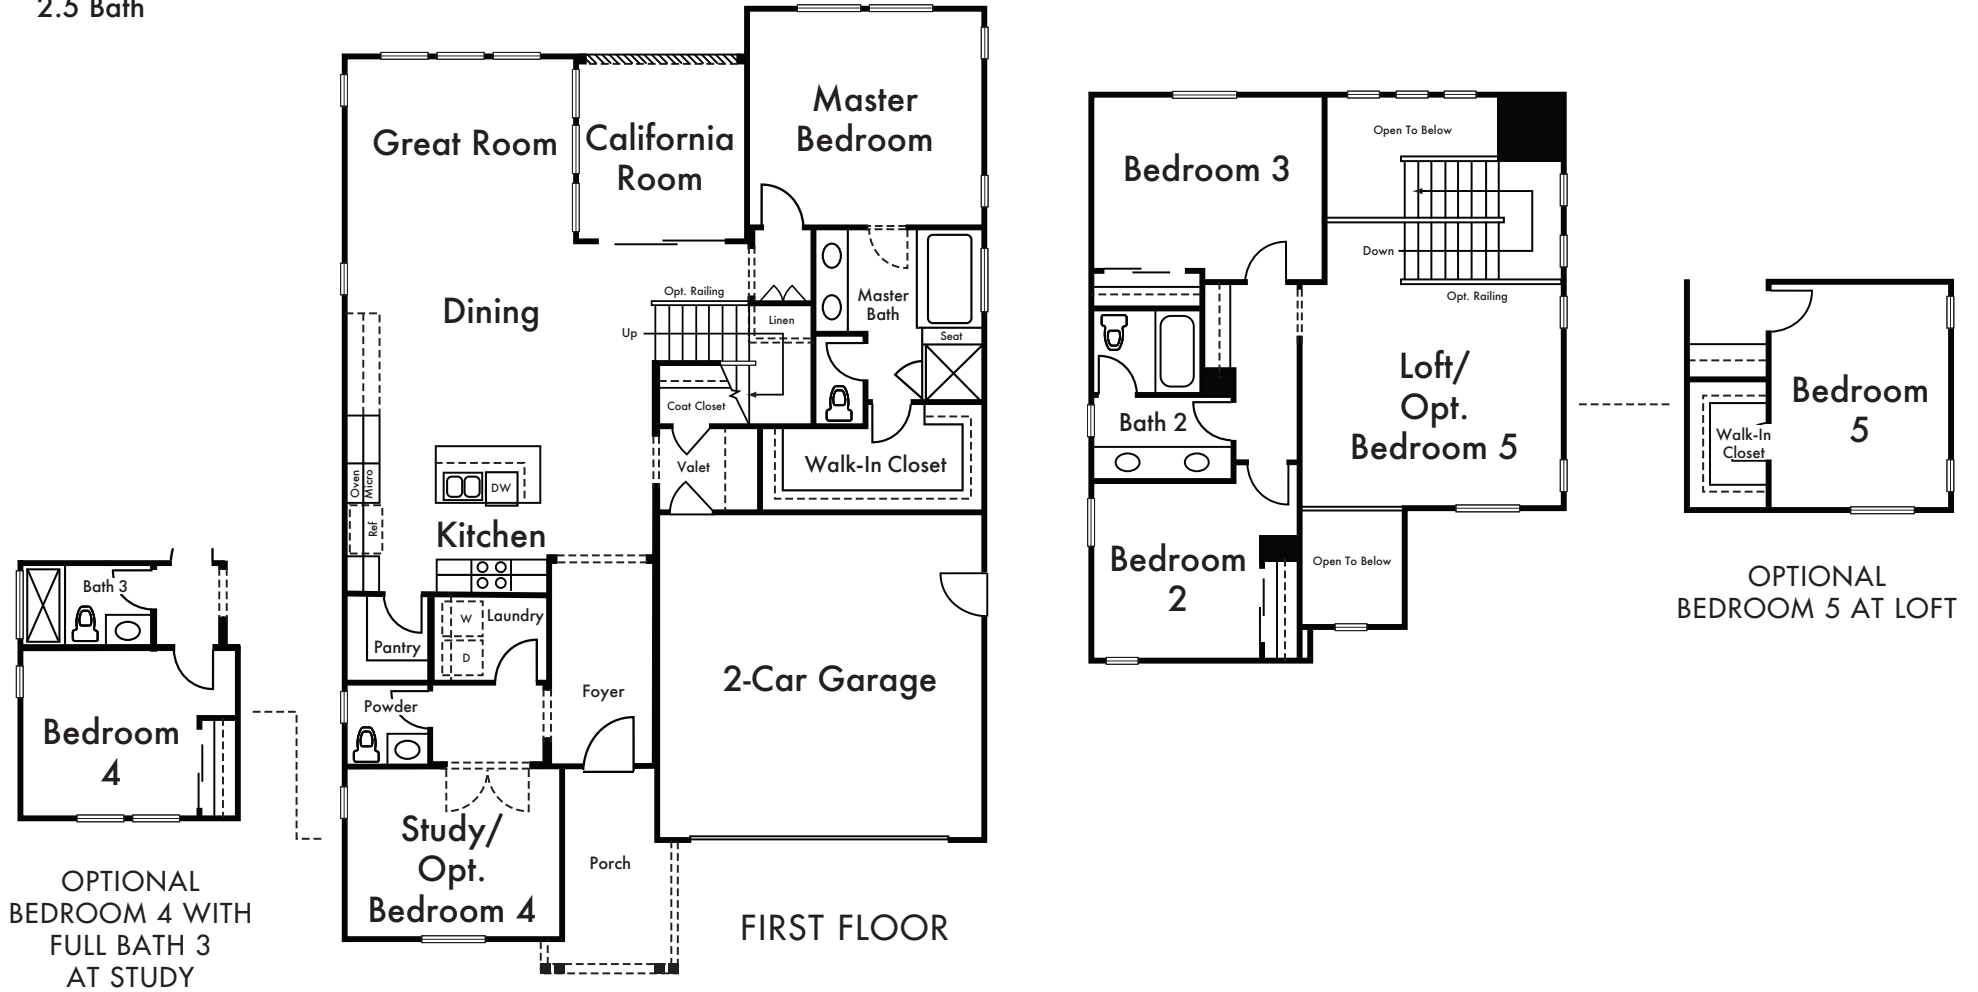 2.5 Bath
Great Room
California
Room
Master
Bedroom
Dining
Opt. Railing
Up
Linen
Master
Bath
Seat
Coat Closet
Valet
Walk-In Closet
Oven
Micro
DW
Ref
Kitchen
Pantry
W
D
Laundry
Foyer
2-Car Garage
Powder
Study/
Opt.
Bedroom 4
Porch
FIRST FLOOR
Bath 3
Bedroom
4
OPTIONAL
BEDROOM 4 WITH
FULL BATH 3
AT STUDY
Bedroom 3
Open To Below
Down
Opt. Railing
Loft/
Opt.
Bedroom 5
Bath 2
Bedroom
2
Open To Below
Walk-In
Closet
Bedroom
5
OPTIONAL
BEDROOM 5 AT LOFT